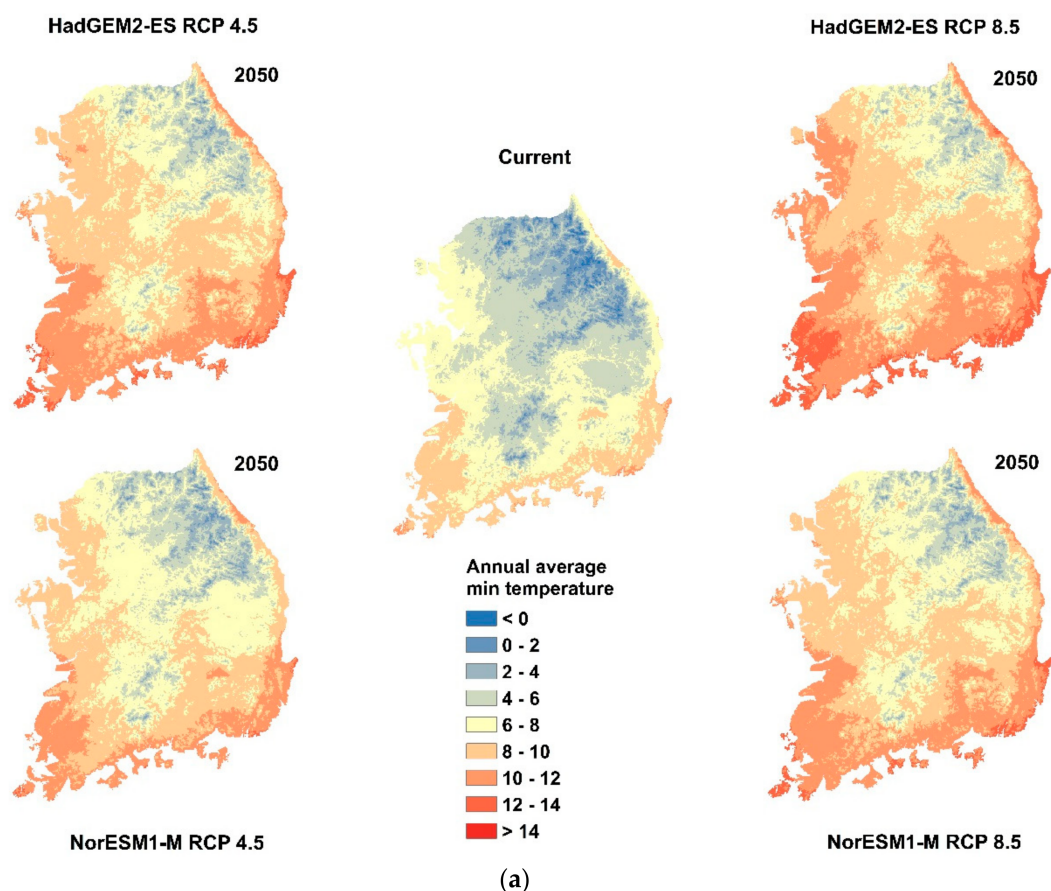 HadGEM2-ES RCP 4.5
2050
HadGEM2-ES RCP 8.5
2050
Current
2050
NorESM1-M RCP 4.5
2050
NorESM1-M RCP 8.5
Annual average
min temperature
< 0
0 - 2
2 - 4
4 - 6
6 - 8
8 - 10
10 - 12
12 - 14
> 14
(a)